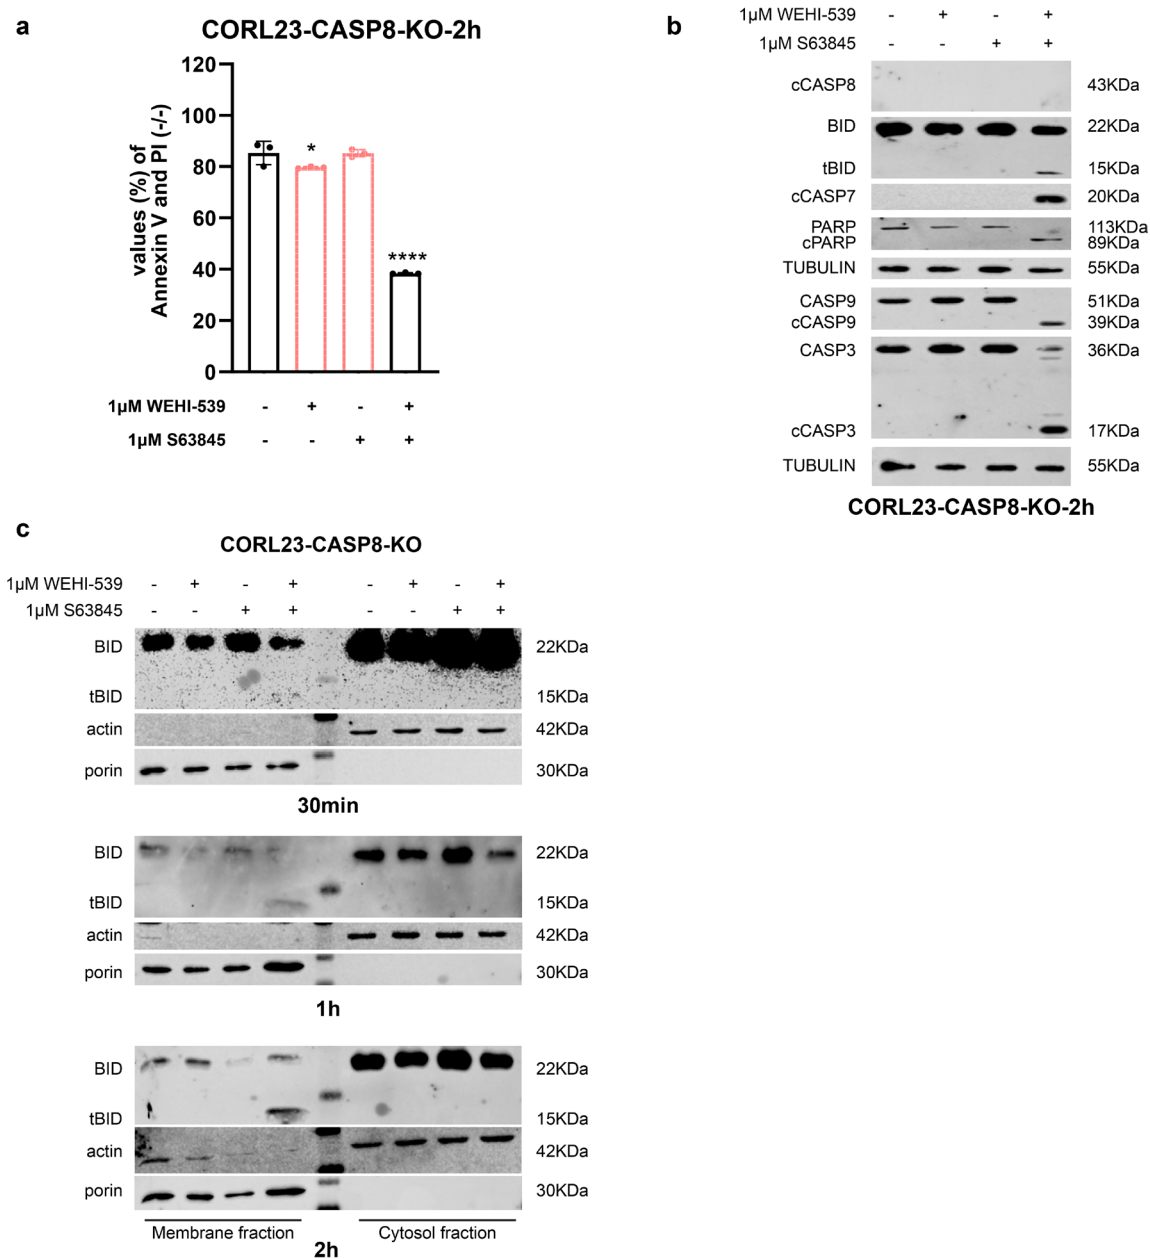 a
CORL23-CASP8-KO-2h
values (%) of
Annexin V and PI (-/-)
120
100
80
60
40
20
0
*
****
1µM WEHI-539 - + - +
1µM S63845 - - + +
b
1µM WEHI-539 - + - +
1µM S63845 - - + +
cCASP8 43KDa
BID 22KDa
tBID 15KDa
cCASP7 20KDa
PARP 113KDa
cPARP 89KDa
TUBULIN 55KDa
CASP9 51KDa
cCASP9 39KDa
CASP3 36KDa
cCASP3 17KDa
TUBULIN 55KDa
CORL23-CASP8-KO-2h
c
CORL23-CASP8-KO
1µM WEHI-539 - + - + - + - +
1µM S63845 - - + + - - + +
BID 22KDa
tBID 15KDa
actin 42KDa
porin 30KDa
30min
BID 22KDa
tBID 15KDa
actin 42KDa
porin 30KDa
1h
BID 22KDa
tBID 15KDa
actin 42KDa
porin 30KDa
Membrane fraction Cytosol fraction
2h